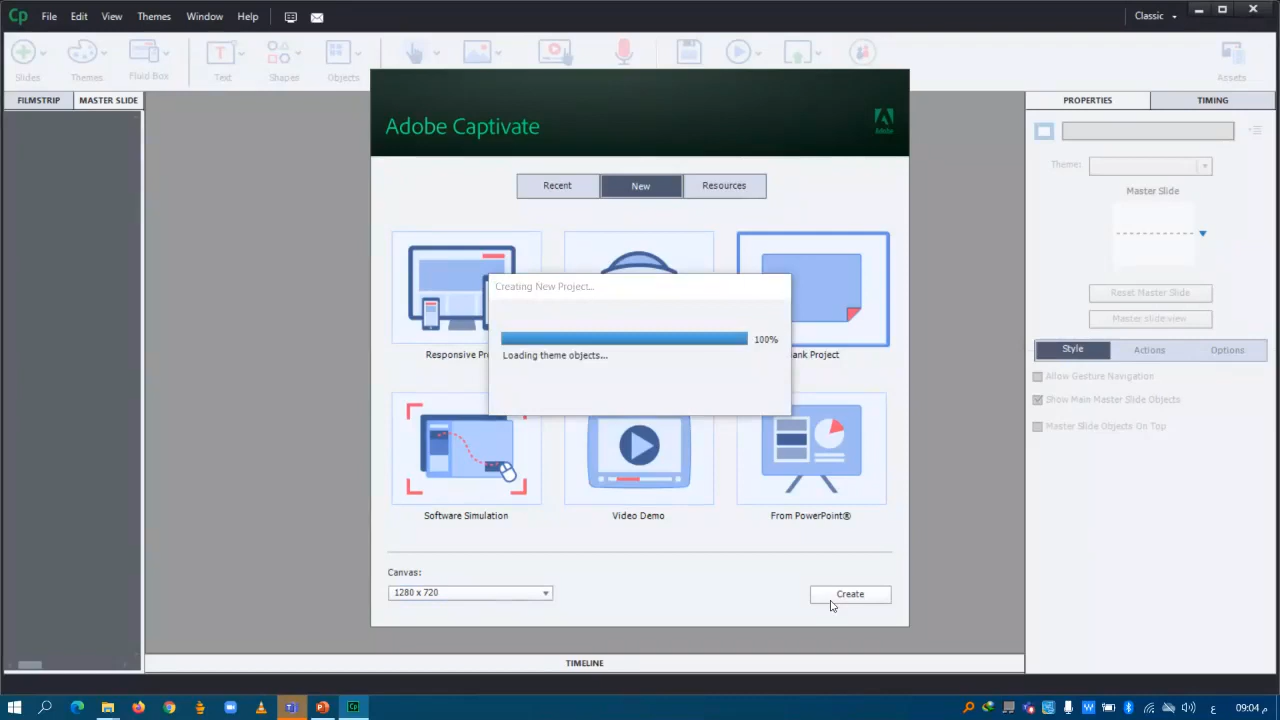 Cp File Edit View Themes Window Help Classic
Slides Themes Fluid Box Text Shapes Objects Assets
FILMSTRIP MASTER SLIDE PROPERTIES TIMING
Adobe Captivate
Adobe
Recent New Resources
Theme:
Master Slide
Reset Master Slide
Master slide view
Style Actions Options
Allow Gesture Navigation
Show Main Master Slide Objects
Master Slide Objects On Top
Creating New Project...
100%
Loading theme objects...
Responsive Pr
ank Project
Software Simulation Video Demo From PowerPoint®
Canvas:
1280 x 720 Create
TIMELINE
09:04 م
ع